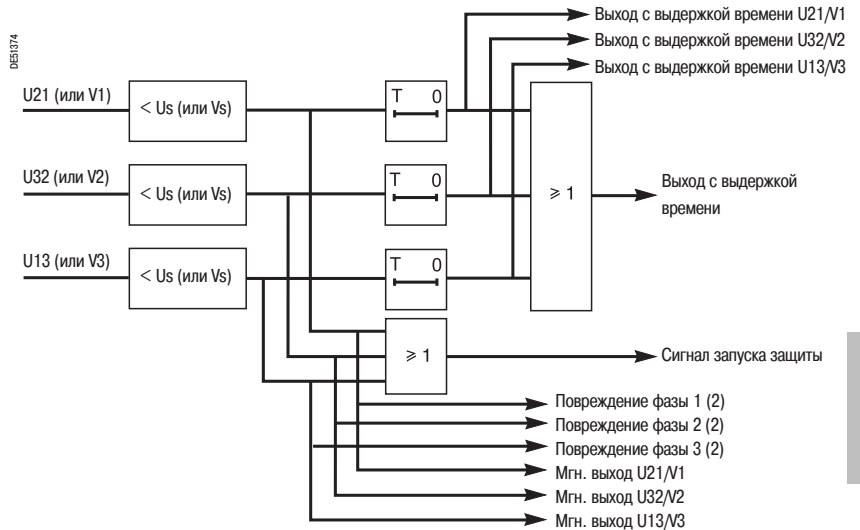 DE51374
Выход с выдержкой времени U21/V1
Выход с выдержкой времени U32/V2
Выход с выдержкой времени U13/V3
U21 (или V1)
< Us (или Vs)
T 0
U32 (или V2)
< Us (или Vs)
T 0
⩾ 1
Выход с выдержкой
времени
U13 (или V3)
< Us (или Vs)
T 0
⩾ 1
Сигнал запуска защиты
Повреждение фазы 1 (2)
Повреждение фазы 2 (2)
Повреждение фазы 3 (2)
Мгн. выход U21/V1
Мгн. выход U32/V2
Мгн. выход U13/V3